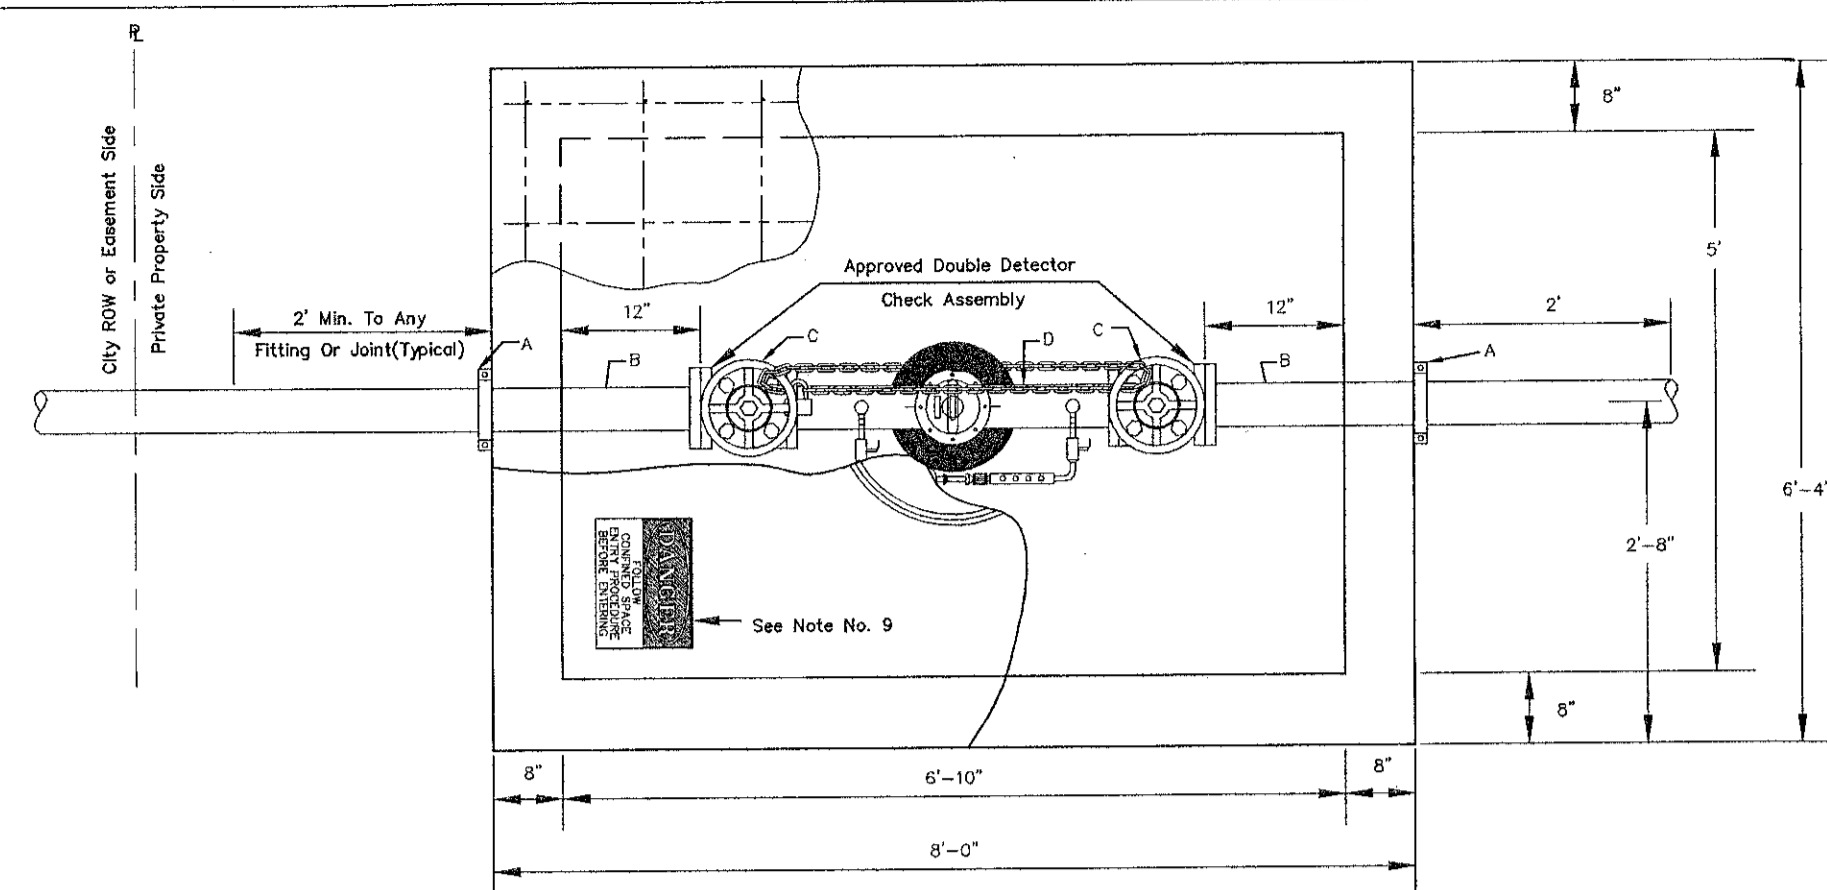 PL
City ROW or Easement Side
Private Property Side
2' Min. To Any
Fitting Or Joint(Typical)
A
B
12"
Approved Double Detector
Check Assembly
C
D
C
12"
B
A
2'
8"
5'
6'-4"
2'-8"
8"
DANGER
FOLLOW
CONFINED SPACE
ENTRY PROCEDURE
BEFORE ENTERING
See Note No. 9
8"
6'-10"
8"
8'-0"